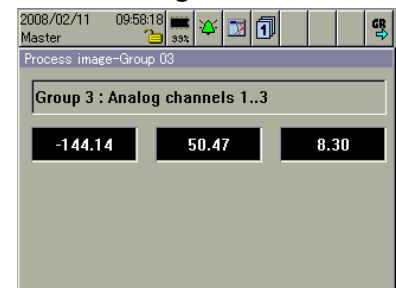 2008/02/11 09:58:18
Master
99%
1
GR
Process image-Group 03
Group 3 : Analog channels 1..3
-144.14 50.47 8.30